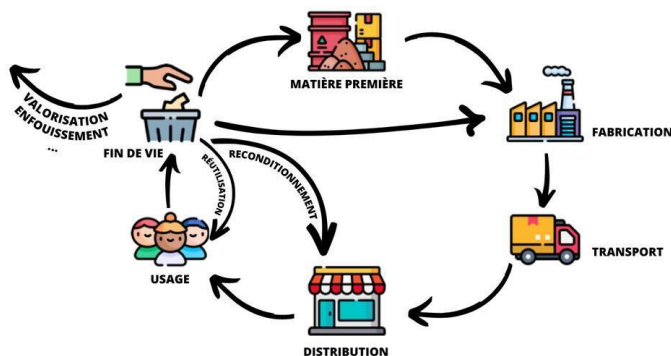 MATIÈRE PREMIÈRE
VALORISATION
ENFOUISSEMENT
...
FIN DE VIE
FABRICATION
RÉUTILISATION
RECONDITIONNEMENT
USAGE
TRANSPORT
DISTRIBUTION